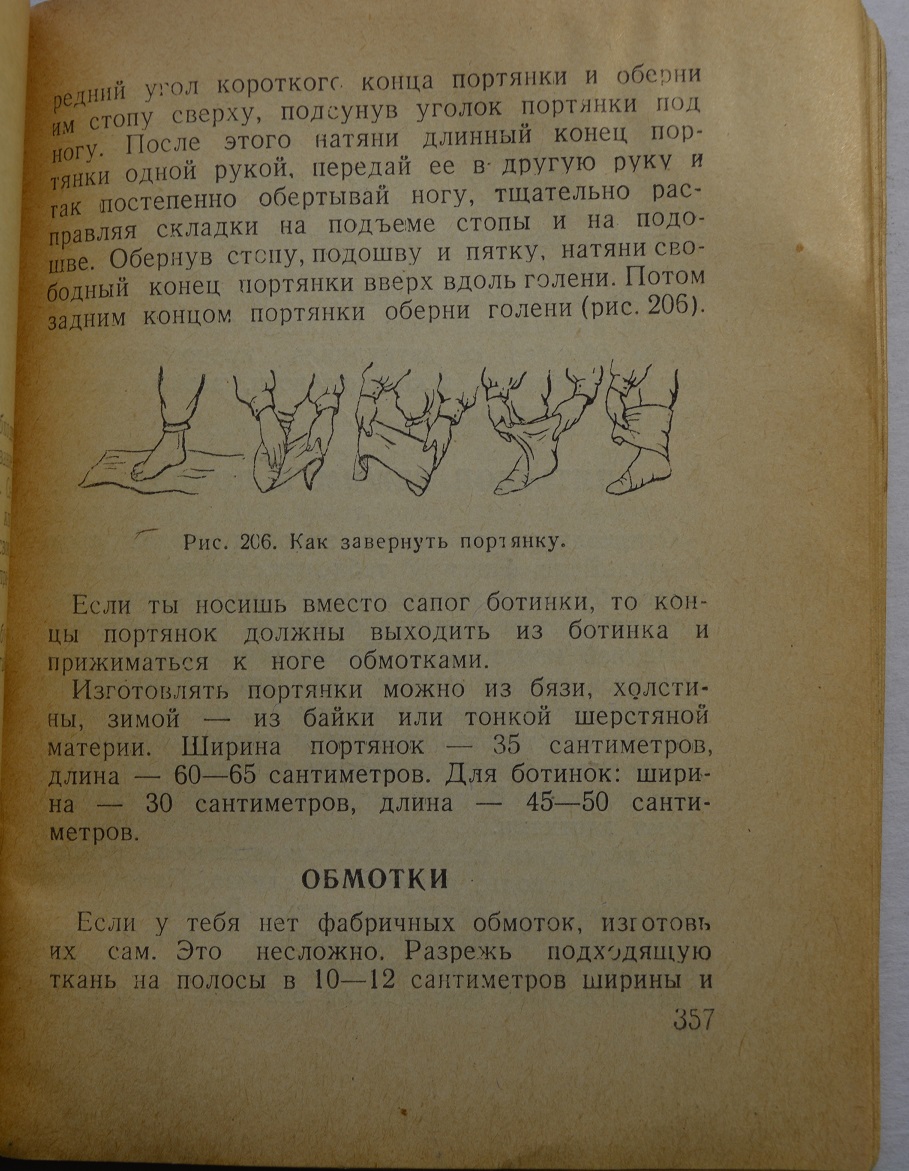 редний угол короткого конца портянки и оберни
им стопу сверху, подсунув уголок портянки под
ногу. После этого натяни длинный конец пор-
тянки одной рукой, передай ее в другую руку и
так постепенно обертывай ногу, тщательно рас-
правляя складки на подъеме стопы и на подо-
шве. Обернув стопу, подошву и пятку, натяни сво-
бодный конец портянки вверх вдоль голени. Потом
задним концом портянки оберни голени (рис. 206).
Рис. 206. Как завернуть портянку.
Если ты носишь вместо сапог ботинки, то кон-
цы портянок должны выходить из ботинка и
прижиматься к ноге обмотками.
Изготовлять портянки можно из бязи, холсти-
ны, зимой — из байки или тонкой шерстяной
материи. Ширина портянок — 35 сантиметров,
длина — 60—65 сантиметров. Для ботинок: шири-
на — 30 сантиметров, длина — 45—50 санти-
метров.
ОБМОТКИ
Если у тебя нет фабричных обмоток, изготовь
их сам. Это несложно. Разрежь подходящую
ткань на полосы в 10—12 сантиметров ширины и
357